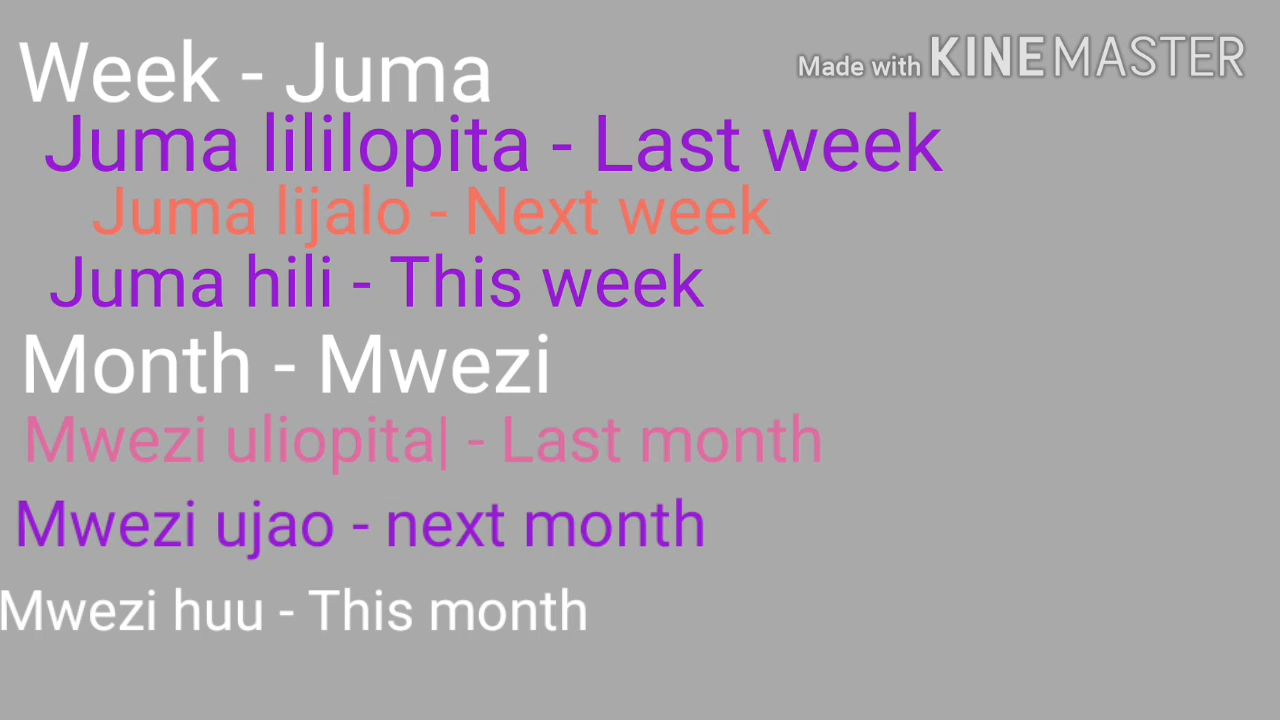 Week - Juma
Made with KINEMASTER
Juma lililopita - Last week
Juma lijalo - Next week
Juma hili - This week
Month - Mwezi
Mwezi uliopita| - Last month
Mwezi ujao - next month
Mwezi huu - This month